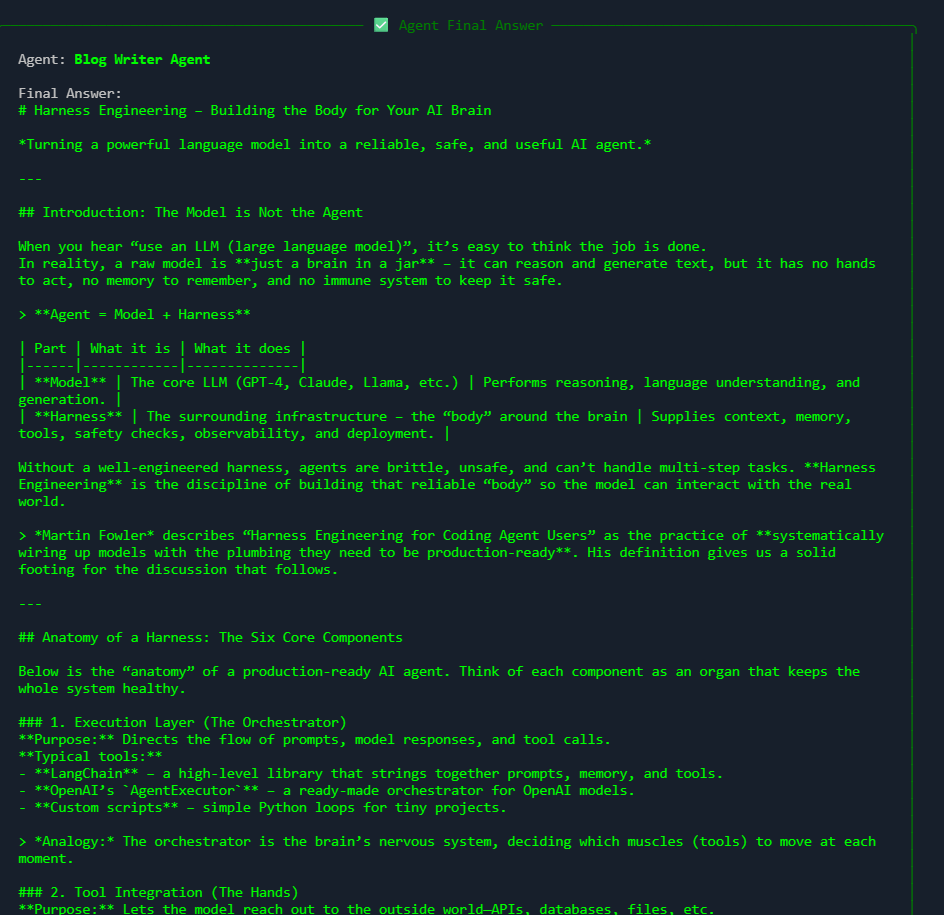 ✅ Agent Final Answer
Agent: Blog Writer Agent
Final Answer:
# Harness Engineering – Building the Body for Your AI Brain
*Turning a powerful language model into a reliable, safe, and useful AI agent.*
---
## Introduction: The Model is Not the Agent
When you hear “use an LLM (large language model)”, it’s easy to think the job is done.
In reality, a raw model is **just a brain in a jar** – it can reason and generate text, but it has no hands
to act, no memory to remember, and no immune system to keep it safe.
> **Agent = Model + Harness**
| Part | What it is | What it does |
|------|------------|--------------|
| **Model** | The core LLM (GPT-4, Claude, Llama, etc.) | Performs reasoning, language understanding, and
generation. |
| **Harness** | The surrounding infrastructure – the “body” around the brain | Supplies context, memory,
tools, safety checks, observability, and deployment. |
Without a well-engineered harness, agents are brittle, unsafe, and can’t handle multi-step tasks. **Harness
Engineering** is the discipline of building that reliable “body” so the model can interact with the real
world.
> *Martin Fowler* describes “Harness Engineering for Coding Agent Users” as the practice of **systematically
wiring up models with the plumbing they need to be production-ready**. His definition gives us a solid
footing for the discussion that follows.
---
## Anatomy of a Harness: The Six Core Components
Below is the “anatomy” of a production-ready AI agent. Think of each component as an organ that keeps the
whole system healthy.
### 1. Execution Layer (The Orchestrator)
**Purpose:** Directs the flow of prompts, model responses, and tool calls.
**Typical tools:**
- **LangChain** – a high-level library that strings together prompts, memory, and tools.
- **OpenAI’s `AgentExecutor`** – a ready-made orchestrator for OpenAI models.
- **Custom scripts** – simple Python loops for tiny projects.
> *Analogy:* The orchestrator is the brain’s nervous system, deciding which muscles (tools) to move at each
moment.
### 2. Tool Integration (The Hands)
**Purpose:** Lets the model reach out to the outside world—APIs, databases, files, etc.